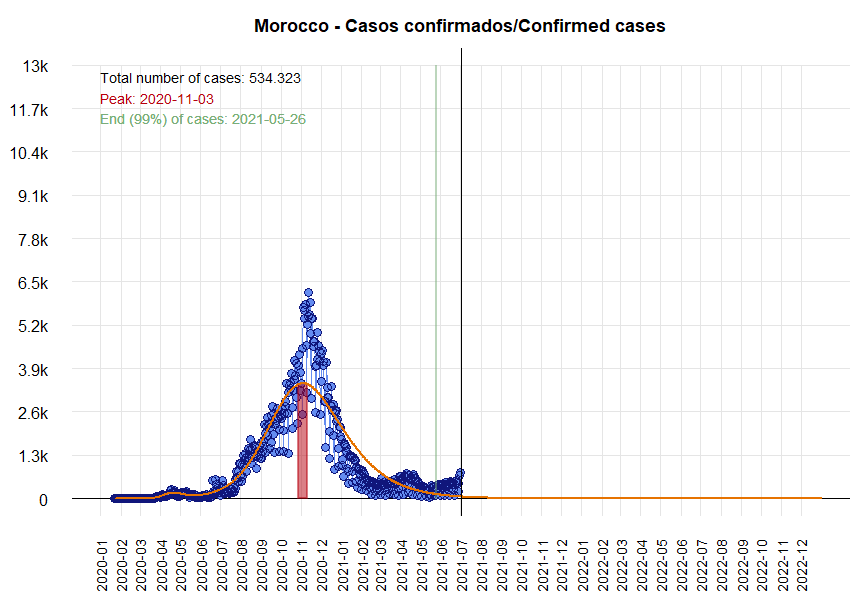 Morocco - Casos confirmados/Confirmed cases
13k
Total number of cases: 534.323
Peak: 2020-11-03
11.7k
End (99%) of cases: 2021-05-26
10.4k
9.1k
7.8k
6.5k
5.2k
3.9k
2.6k
1.3k
0
2020-01
2020-02
2020-03
2020-04
2020-05
2020-06
2020-07
2020-08
2020-09
2020-10
2020-11
2020-12
2021-01
2021-02
2021-03
2021-04
2021-05
2021-06
2021-07
2021-08
2021-09
2021-10
2021-11
2021-12
2022-01
2022-02
2022-03
2022-04
2022-05
2022-06
2022-07
2022-08
2022-09
2022-10
2022-11
2022-12